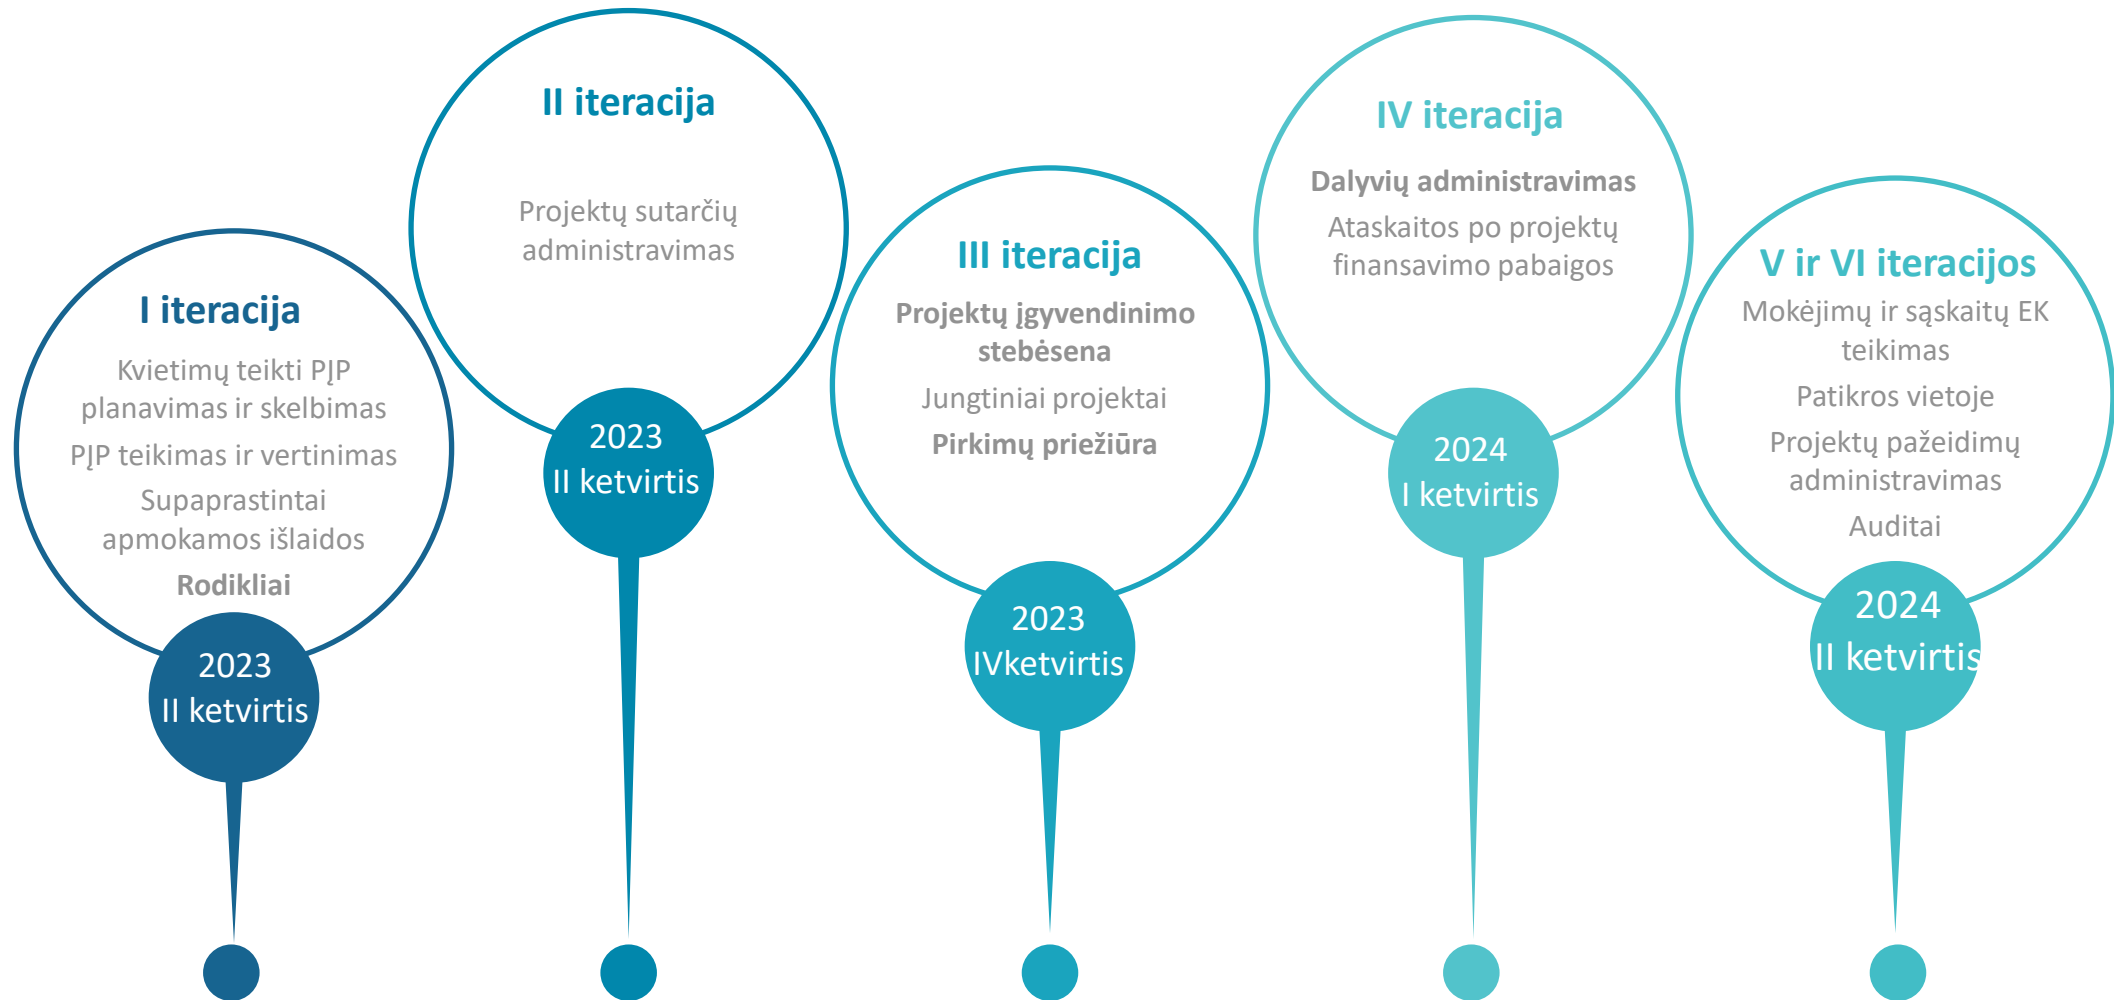 I iteracija
Kvietimų teikti PĮP
planavimas ir skelbimas
PĮP teikimas ir vertinimas
Supaprastintai
apmokamos išlaidos
Rodikliai
2023
II ketvirtis
II iteracija
Projektų sutarčių
administravimas
2023
II ketvirtis
III iteracija
Projektų įgyvendinimo
stebėsena
Jungtiniai projektai
Pirkimų priežiūra
2023
IVketvirtis
IV iteracija
Dalyvių administravimas
Ataskaitos po projektų
finansavimo pabaigos
2024
I ketvirtis
V ir VI iteracijos
Mokėjimų ir sąskaitų EK
teikimas
Patikros vietoje
Projektų pažeidimų
administravimas
Auditai
2024
II ketvirtis